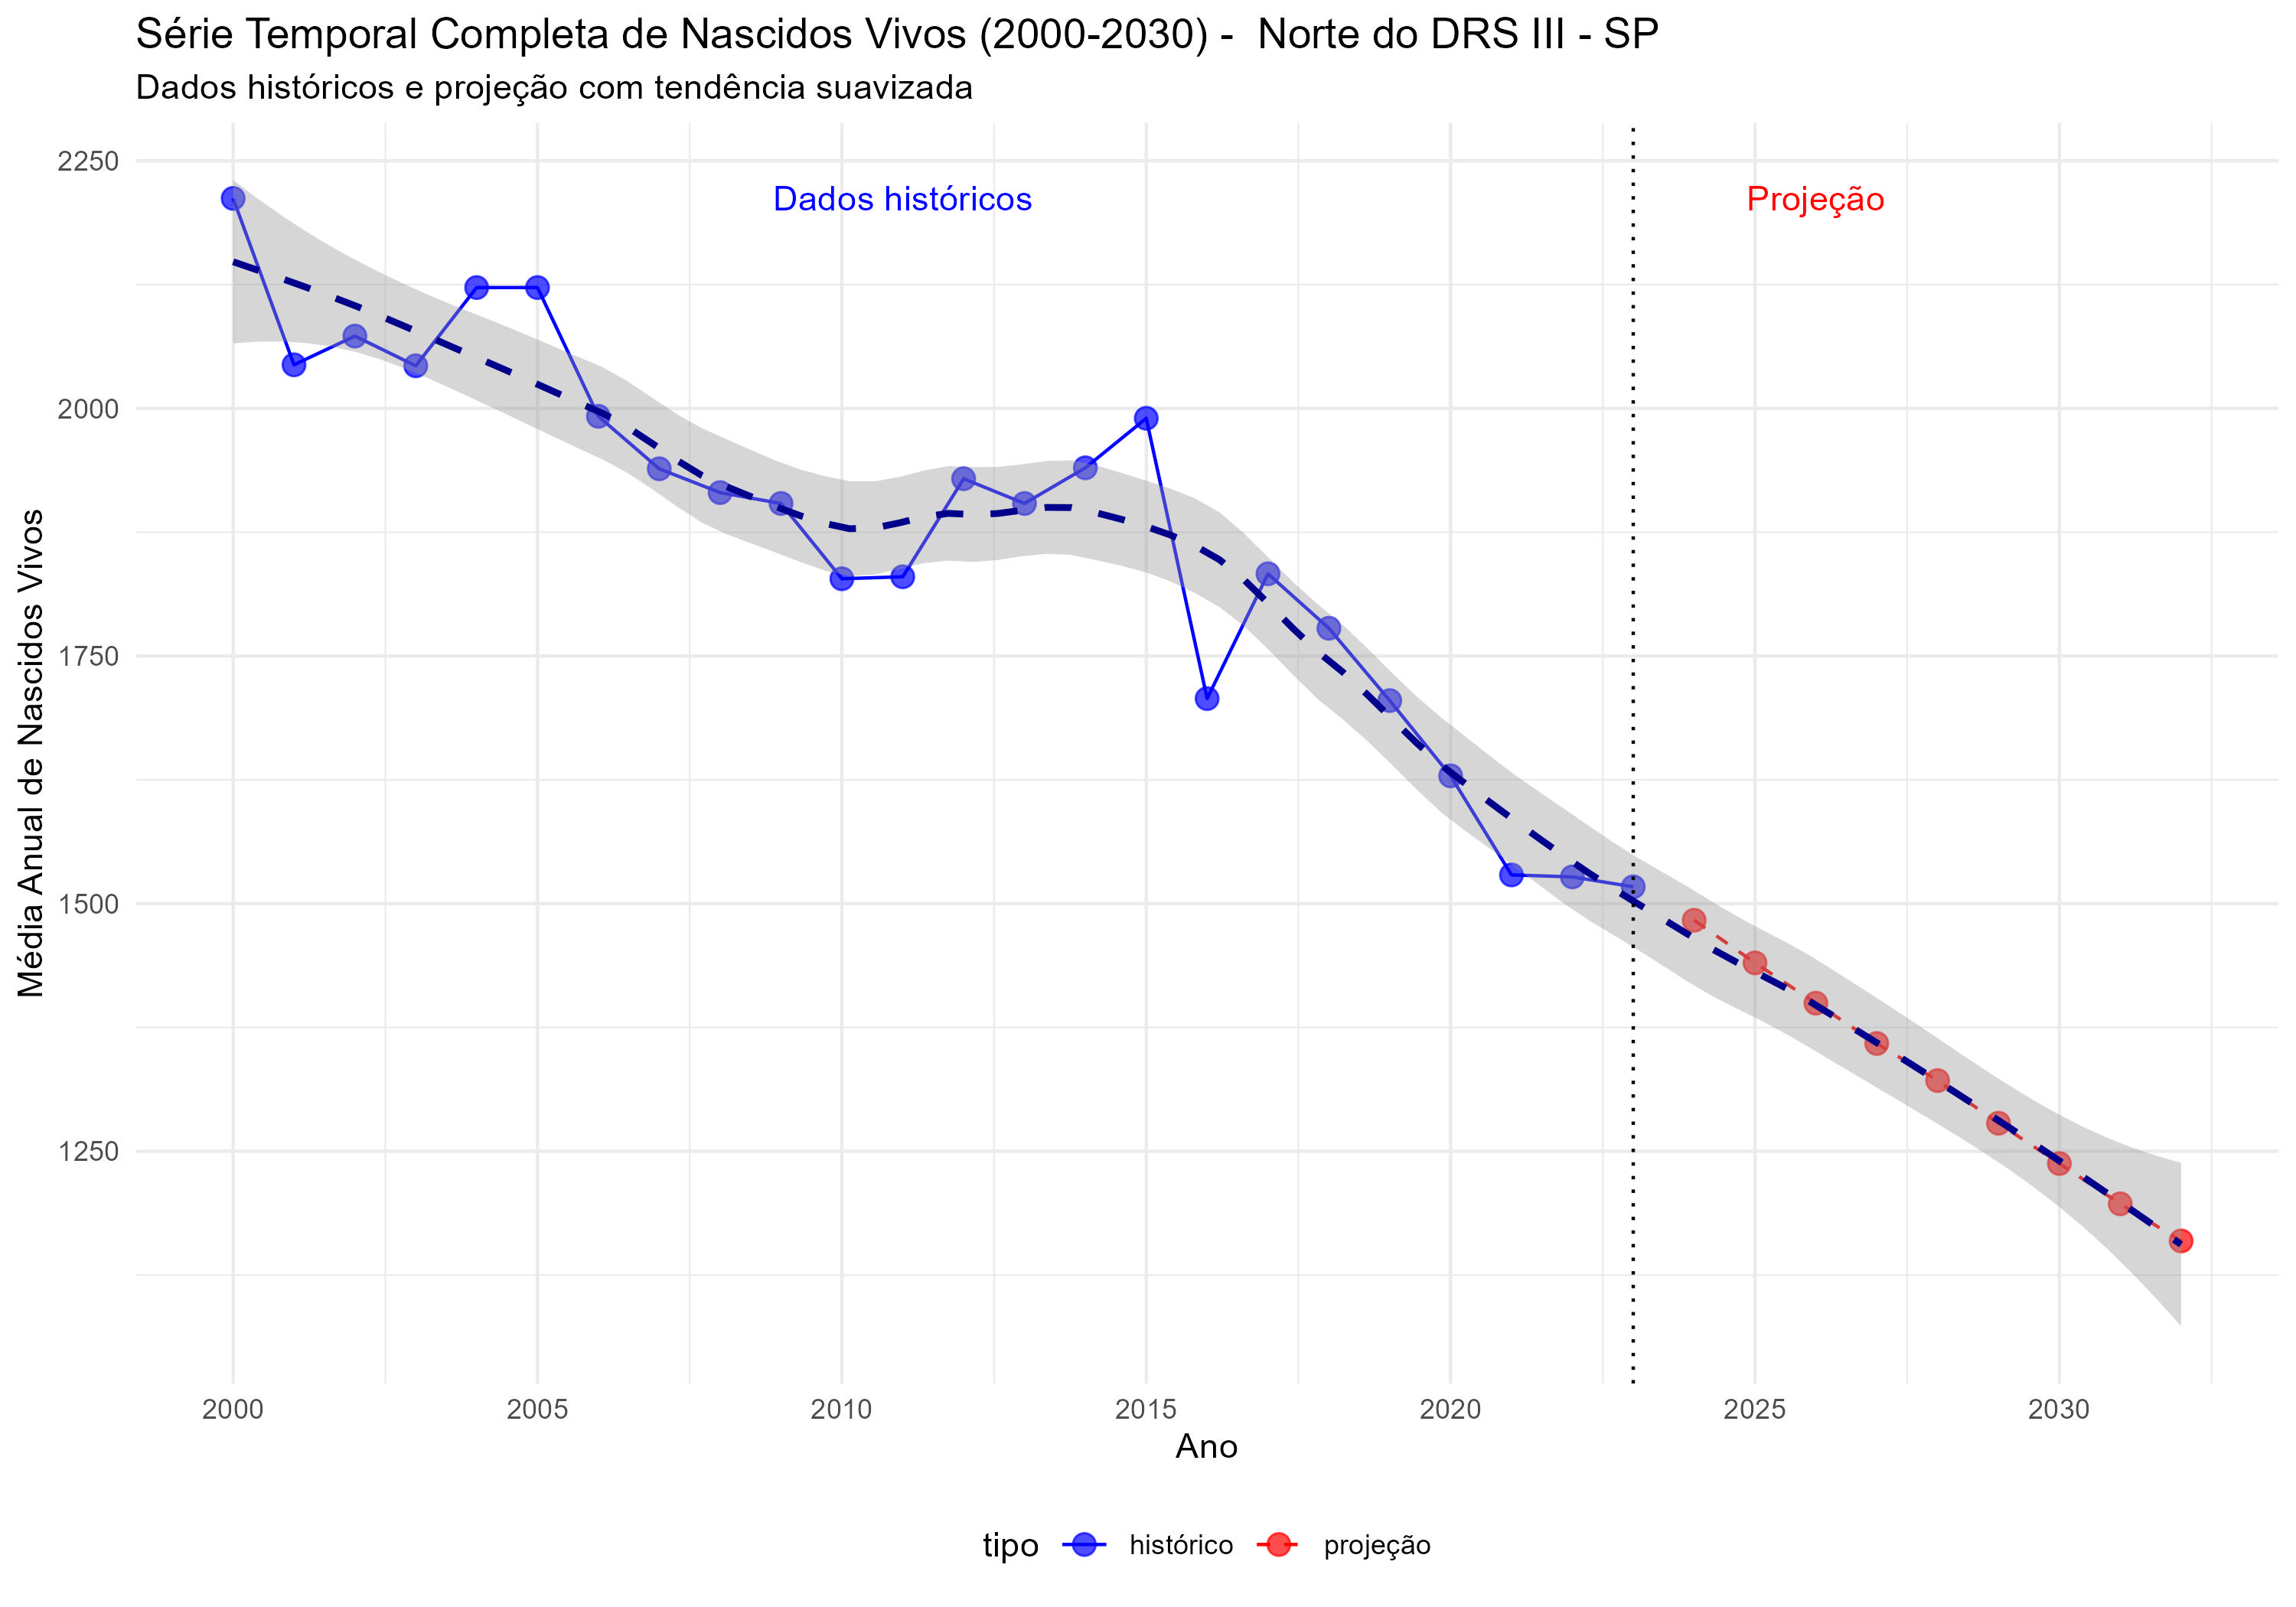 Série Temporal Completa de Nascidos Vivos (2000-2030) -  Norte do DRS III - SP
Dados históricos e projeção com tendência suavizada
Média Anual de Nascidos Vivos
2250
2000
1750
1500
1250
Dados históricos
Projeção
2000
2005
2010
2015
2020
2025
2030
Ano
tipo
histórico
projeção